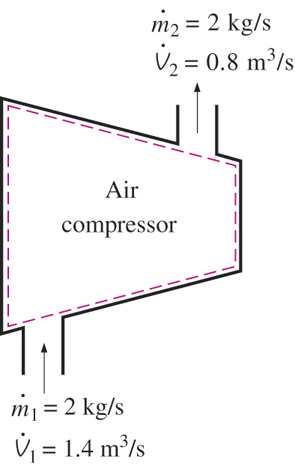 ṁ₂ = 2 kg/s
V̇₂ = 0.8 m³/s
Air
compressor
ṁ₁ = 2 kg/s
V̇₁ = 1.4 m³/s